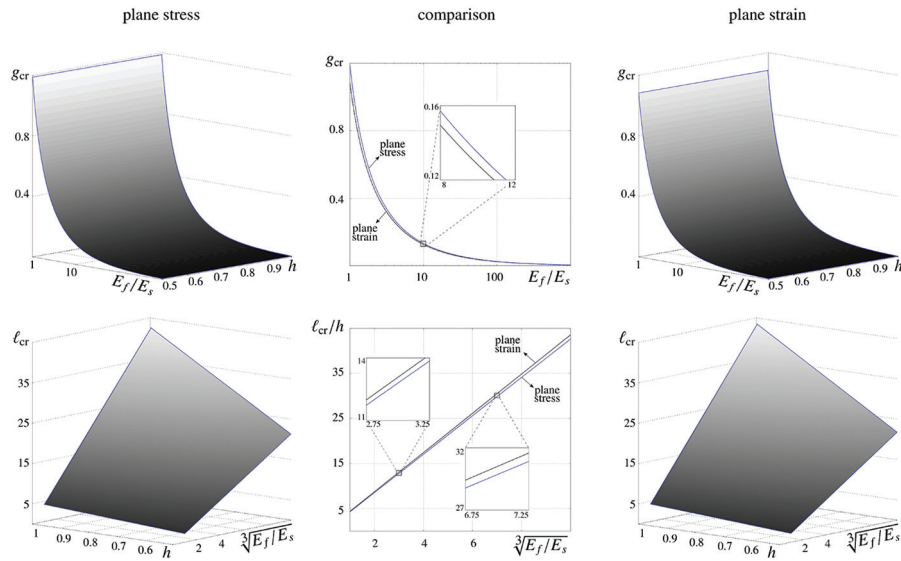 plane stress
comparison
plane strain
g_cr
0.8
0.4
1
10
E_f/E_s
0.5
0.6
0.7
0.8
0.9
h
g_cr
0.8
0.4
plane
stress
plane
strain
0.16
0.12
8
12
1
10
100
E_f/E_s
g_cr
0.8
0.4
1
10
E_f/E_s
0.5
0.6
0.7
0.8
0.9
h
ℓ_cr
35
25
15
5
1
0.9
0.8
0.7
0.6
h
2
4
∛E_f/E_s
ℓ_cr/h
35
25
15
5
14
11
2.75
3.25
plane
strain
plane
stress
32
27
6.75
7.25
2
4
6
∛E_f/E_s
ℓ_cr
35
25
15
5
1
0.9
0.8
0.7
0.6
h
2
4
∛E_f/E_s